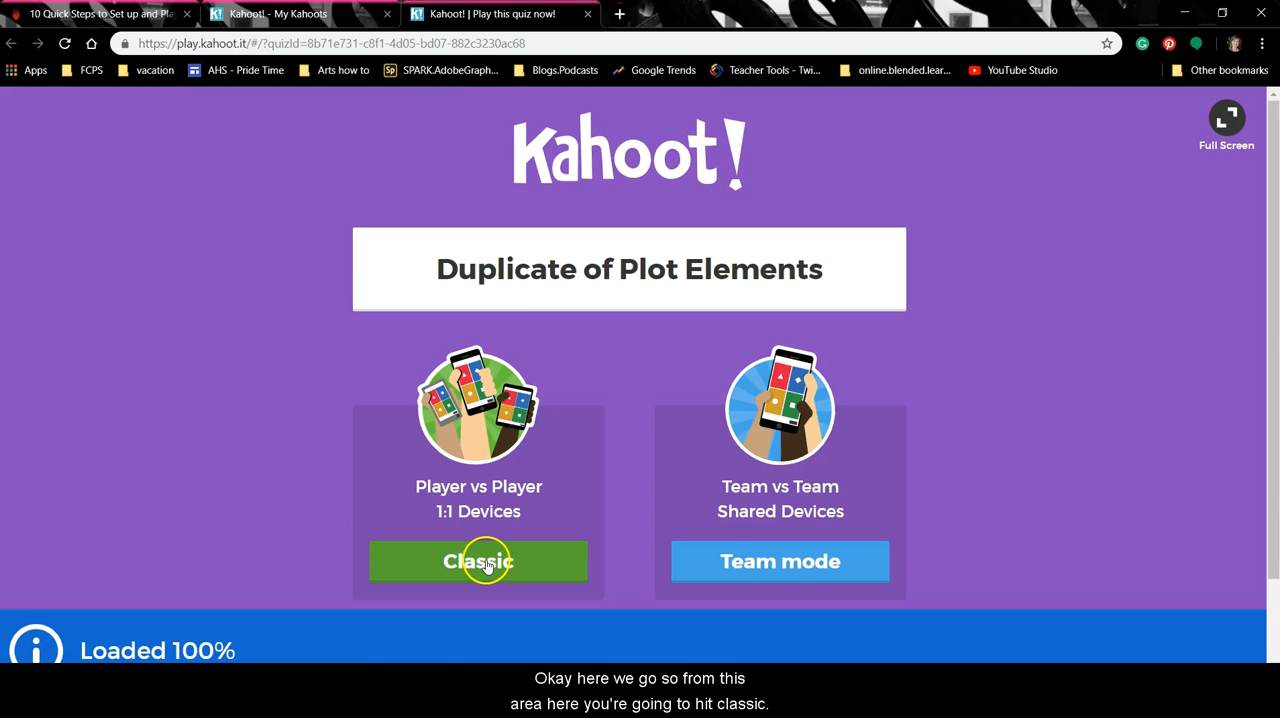 10 Quick Steps to Set up and Pla
Kahoot! - My Kahoots
Kahoot! | Play this quiz now!
https://play.kahoot.it/#/?quizId=8b71e731-c8f1-4d05-bd07-882c3230ac68
Apps FCPS vacation AHS - Pride Time Arts how to SPARK.AdobeGraph... Blogs.Podcasts Google Trends Teacher Tools - Twi... online.blended.lear... YouTube Studio Other bookmarks
Kahoot!
Full Screen
Duplicate of Plot Elements
Player vs Player
1:1 Devices
Classic
Team vs Team
Shared Devices
Team mode
Loaded 100%
Okay here we go so from this
area here you're going to hit classic.